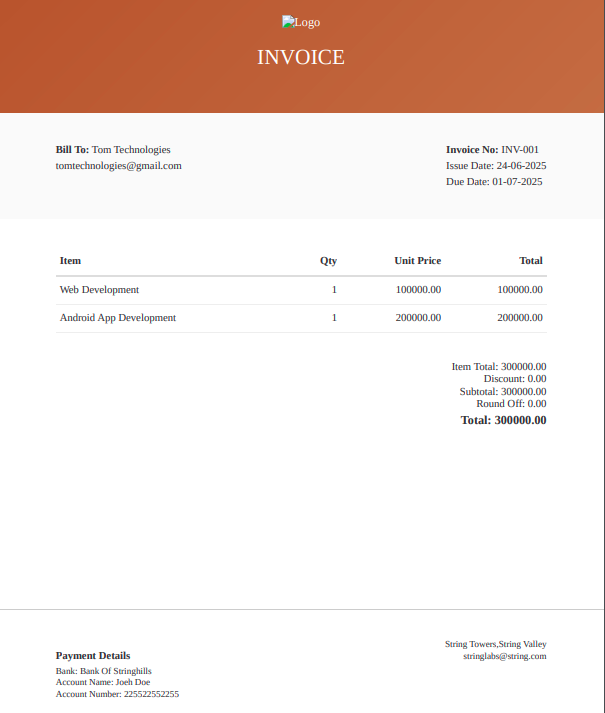 Logo
INVOICE
Bill To: Tom Technologies
tomtechnologies@gmail.com
Invoice No: INV-001
Issue Date: 24-06-2025
Due Date: 01-07-2025
Item Qty Unit Price Total
Web Development 1 100000.00 100000.00
Android App Development 1 200000.00 200000.00
Item Total: 300000.00
Discount: 0.00
Subtotal: 300000.00
Round Off: 0.00
Total: 300000.00
Payment Details
Bank: Bank Of Stringhills
Account Name: Joeh Doe
Account Number: 225522552255
String Towers,String Valley
stringlabs@string.com